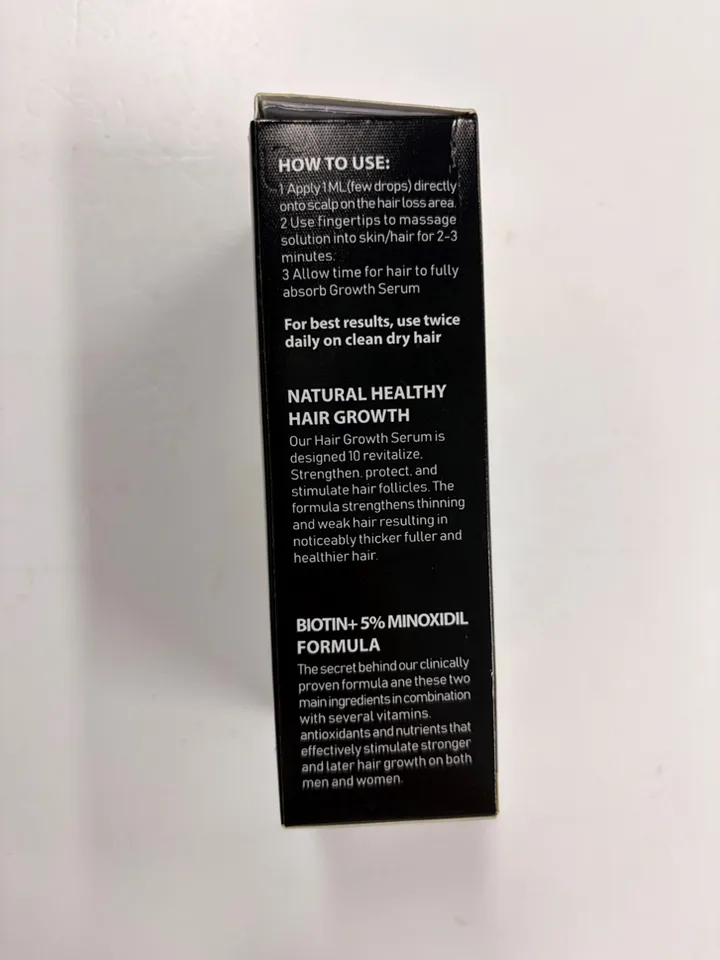 HOW TO USE:
1 Apply 1 ML (few drops) directly
onto scalp on the hair loss area.
2 Use fingertips to massage
solution into skin/hair for 2-3
minutes.
3 Allow time for hair to fully
absorb Growth Serum
For best results, use twice
daily on clean dry hair
NATURAL HEALTHY
HAIR GROWTH
Our Hair Growth Serum is
designed 10 revitalize.
Strengthen. protect. and
stimulate hair follicles. The
formula strengthens thinning
and weak hair resulting in
noticeably thicker fuller and
healthier hair.
BIOTIN+ 5% MINOXIDIL
FORMULA
The secret behind our clinically
proven formula ane these two
main ingredients in combination
with several vitamins.
antioxidants and nutrients that
effectively stimulate stronger
and later hair growth on both
men and women.